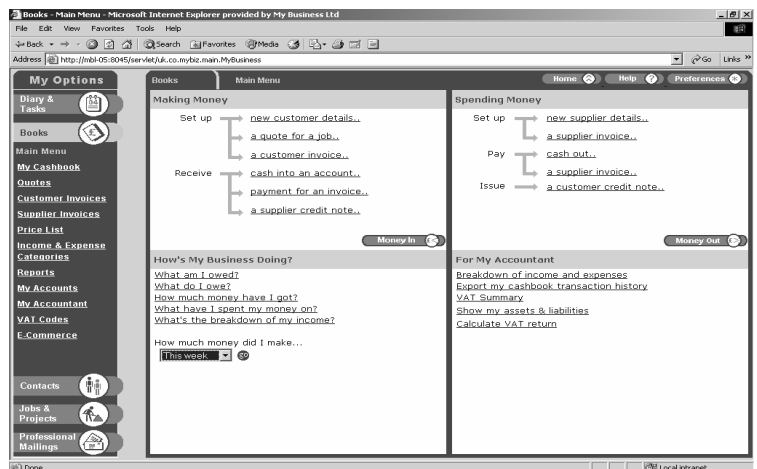 Books - Main Menu - Microsoft Internet Explorer provided by My Business Ltd
File Edit View Favorites Tools Help
Back Search Favorites Media
Address http://mbl-05:8045/servlet/uk.co.mybiz.main.MyBusiness Go Links »
My Options
Diary &
Tasks
Books
Main Menu
My Cashbook
Quotes
Customer Invoices
Supplier Invoices
Price List
Income & Expense
Categories
Reports
My Accounts
My Accountant
VAT Codes
E-Commerce
Contacts
Jobs &
Projects
Professional
Mailings
Books Main Menu Home Help ? Preferences
Making Money
Set up new customer details..
a quote for a job..
a customer invoice..
Receive cash into an account..
payment for an invoice..
a supplier credit note..
Money In
Spending Money
Set up new supplier details..
a supplier invoice..
Pay cash out..
a supplier invoice..
Issue a customer credit note..
Money Out
How's My Business Doing?
What am I owed?
What do I owe?
How much money have I got?
What have I spent my money on?
What's the breakdown of my income?
How much money did I make...
This week go
For My Accountant
Breakdown of income and expenses
Export my cashbook transaction history
VAT Summary
Show my assets & liabilities
Calculate VAT return
Done Local intranet